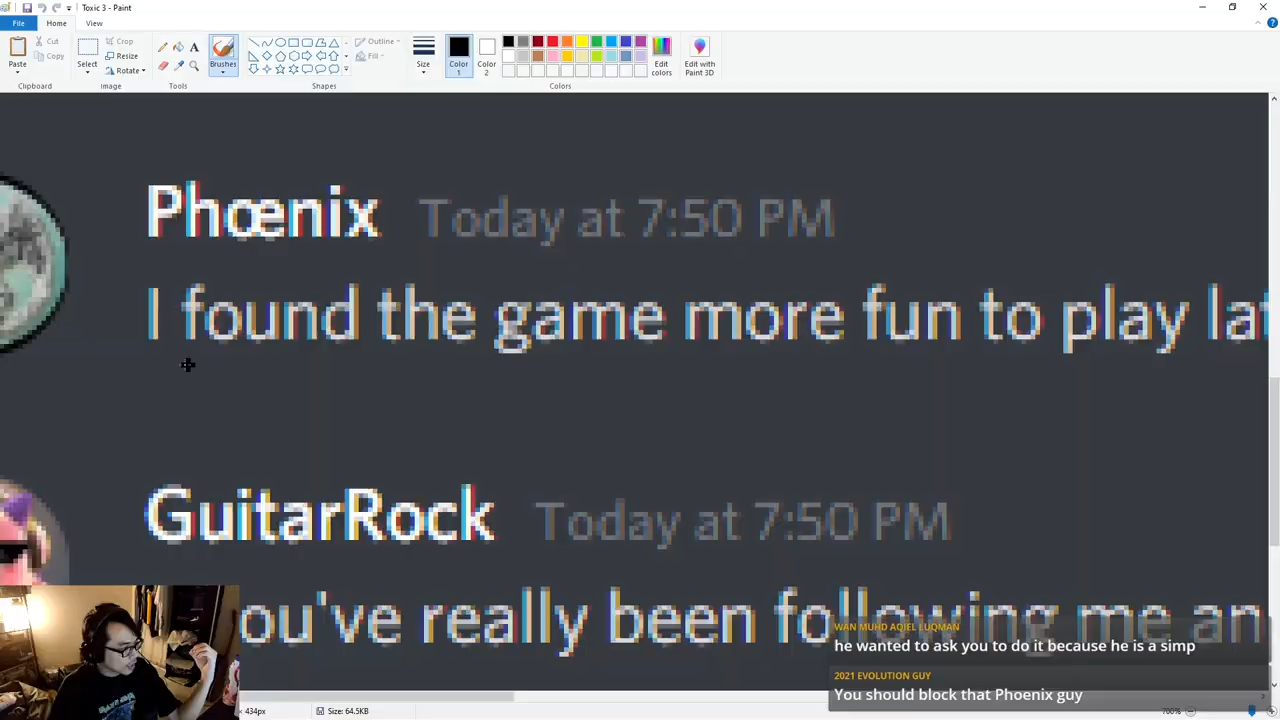 Toxic 3 - Paint
File Home View
Paste
Cut
Copy
Clipboard
Select
Crop
Resize
Rotate
Image
Tools
Brushes
Shapes
Outline
Fill
Size
Color 1
Color 2
Edit colors
Edit with Paint 3D
Colors
Phœnix Today at 7:50 PM
I found the game more fun to play
GuitarRock Today at 7:50 PM
ou've really been following me an
WAN MUHD AQIEL LUQMAN
he wanted to ask you to do it because he is a simp
2021 EVOLUTION GUY
You should block that Phoenix guy
434px
Size: 64.5KB
700%